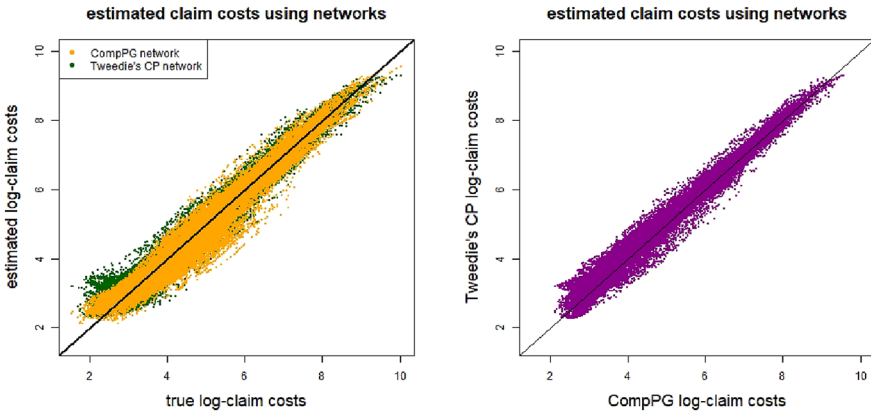 estimated claim costs using networks
CompPG network
Tweedie's CP network
estimated log-claim costs
10
8
6
4
2
2 4 6 8 10
true log-claim costs
estimated claim costs using networks
Tweedie's CP log-claim costs
10
8
6
4
2
2 4 6 8 10
CompPG log-claim costs